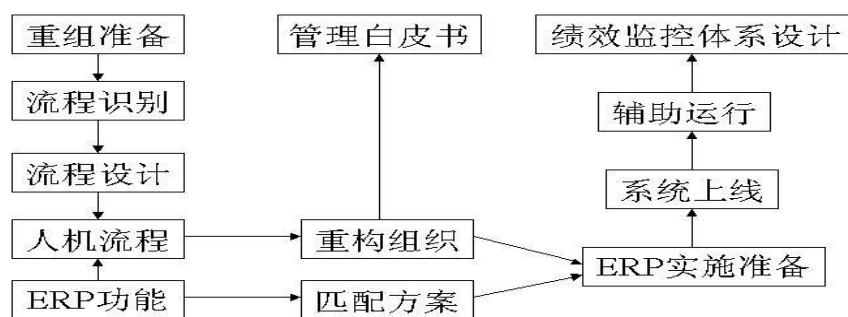 重组准备
管理白皮书
绩效监控体系设计
流程识别
辅助运行
流程设计
系统上线
人机流程
重构组织
ERP实施准备
ERP功能
匹配方案